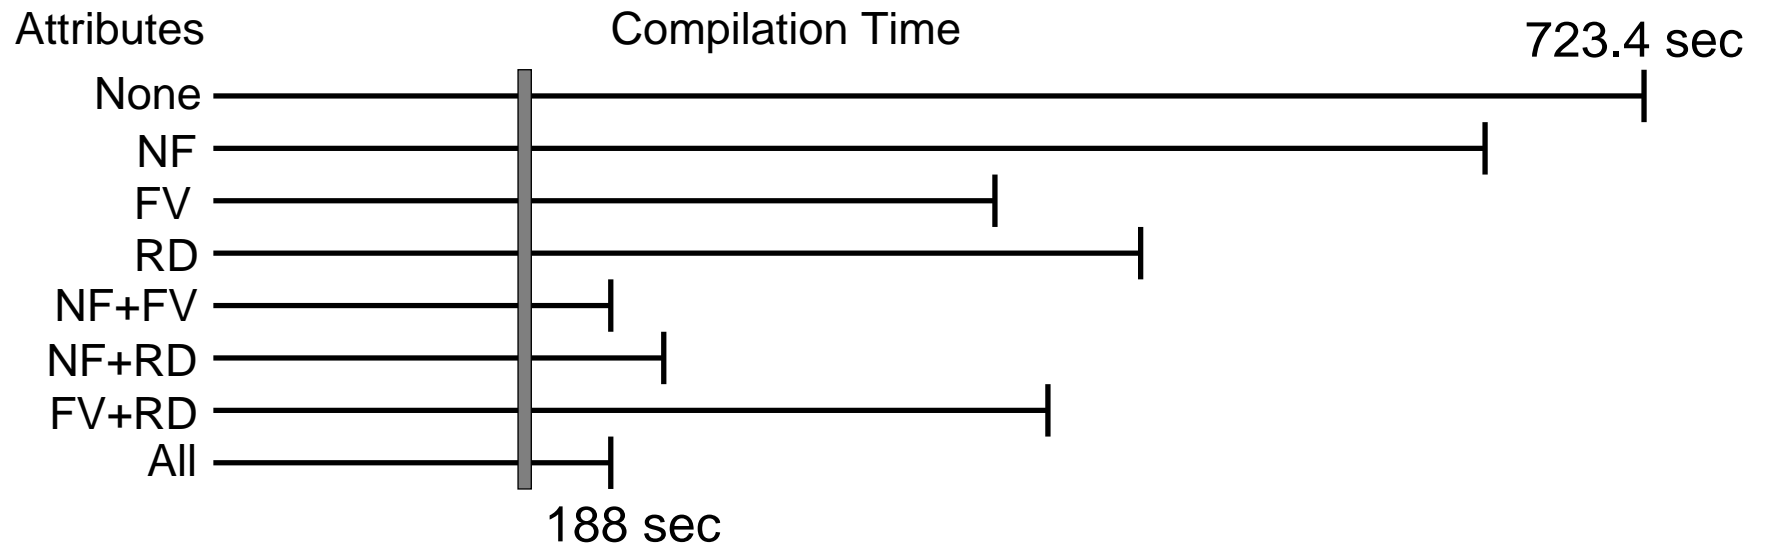 Attributes Compilation Time
723.4 sec
None
NF
FV
RD
NF+FV
NF+RD
FV+RD
All
188 sec